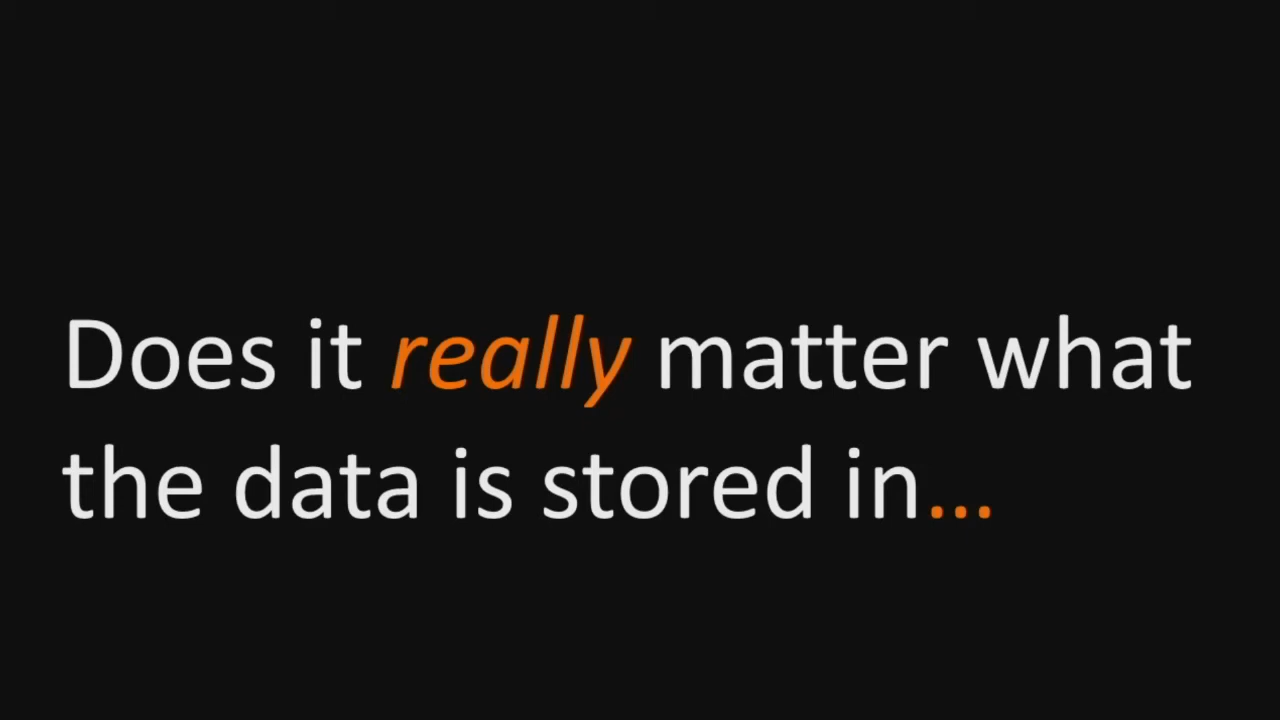 Does it really matter what
the data is stored in...